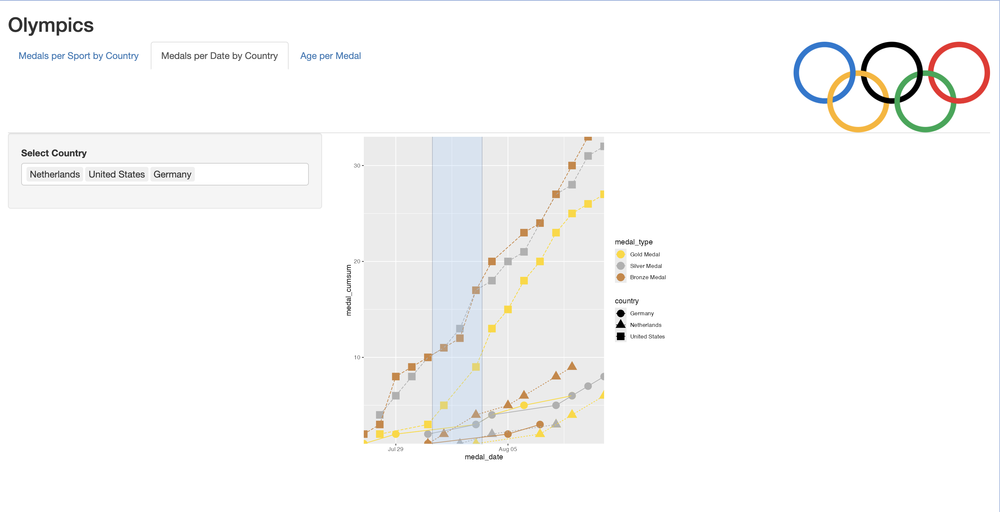 Olympics
Medals per Sport by Country Medals per Date by Country Age per Medal
Select Country
Netherlands United States Germany
30
20
10
medal_cumsum
Jul 29 Aug 05
medal_date
medal_type
Gold Medal
Silver Medal
Bronze Medal
country
Germany
Netherlands
United States